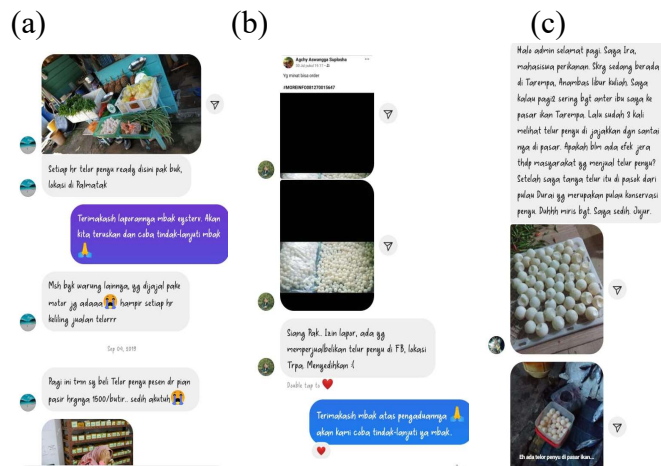 (a)
Setiap hr telor penyu ready disini pak buk,
lokasi di Palmatak
Terimakasih laporannya mbak eysterv. Akan
kita teruskan dan coba tindak-lanjuti mbak
🙏
Msh byk warung lainnya, yg dijajal pake
motor jg adaaa😭 hampir setiap hr
keliling jualan telorrr
Sep 04, 2019
Pagi ini tmn sy beli Telor penyu pesen dr pian
pasir hrgnya 1500/butir.. sedih akutuh😭
(b)
Agchy Aswangga Suplasha
Yg minat bisa order
#MOREINFO081270015647
Siang Pak.. Izin lapor, ada yg
memperjualbelikan telur penyu di FB, lokasi
Trpa. Menyedihkan :(
Double tap to ❤
Terimakasih mbak atas pengaduannya 🙏
akan kami coba tindak-lanjuti ya mbak.
(c)
Halo admin selamat pagi. Saya Ira,
mahasiswa perikanan. Skrg sedang berada
di Tarempa, Anambas libur kuliah. Saya
kalau pagi2 sering bgt anter ibu saya ke
pasar ikan Tarempa. Lalu sudah 3 kali
melihat telur penyu di jajakkan dgn santai
nya di pasar. Apakah blm ada efek jera
thdp masyarakat yg menjual telur penyu?
Setelah saya tanya telur itu di pasok dari
pulau Durai yg merupakan pulau konservasi
penyu. Duhhh miris bgt. Saya sedih. Jujur.
Eh ada telor penyu di pasar ikan...